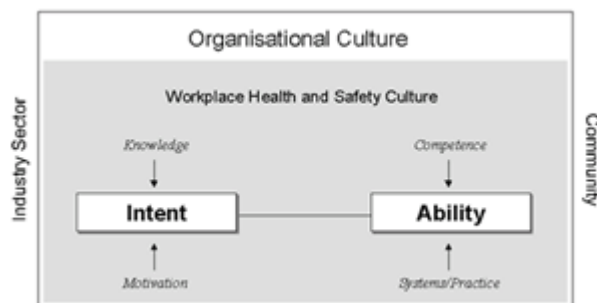 Organisational Culture
Workplace Health and Safety Culture
Industry Sector
Community
Knowledge
Competence
Intent
Ability
Motivation
Systems/Practice